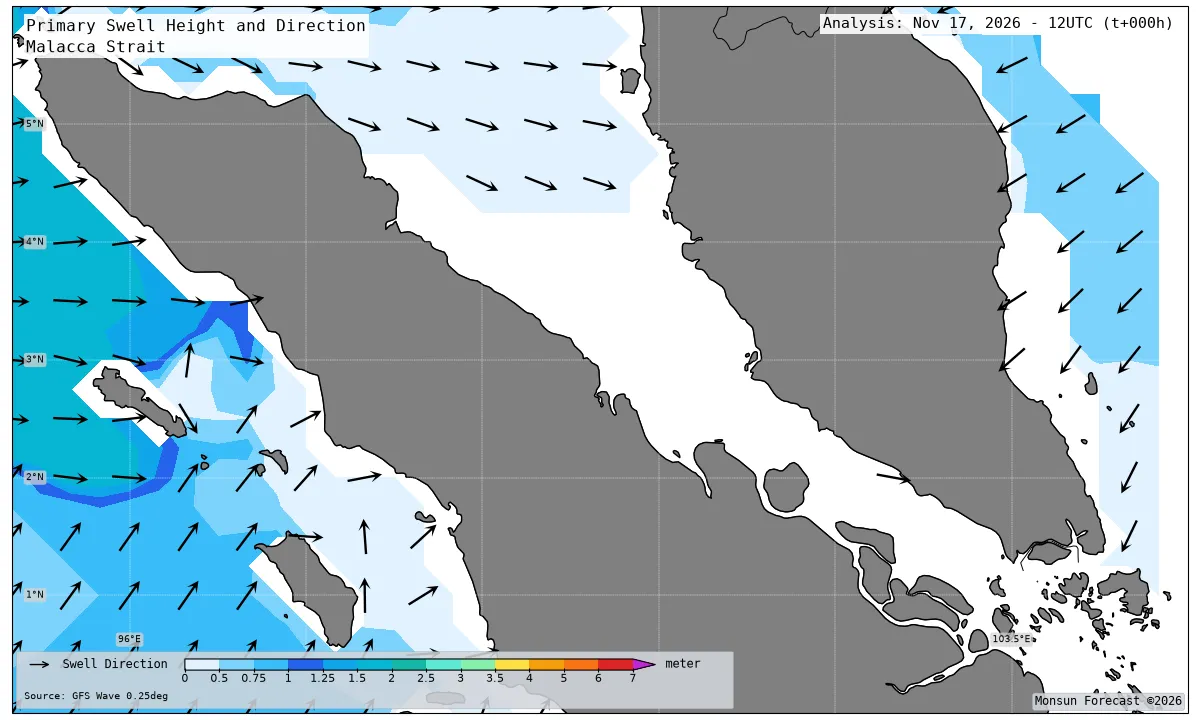 Primary Swell Height and Direction
Malacca Strait
Analysis: Nov 17, 2026 - 12UTC (t+000h)
5°N
4°N
3°N
2°N
1°N
96°E
103.5°E
Swell Direction
meter
0 0.5 0.75 1 1.25 1.5 2 2.5 3 3.5 4 5 6 7
Source: GFS Wave 0.25deg
Monsun Forecast ©2026